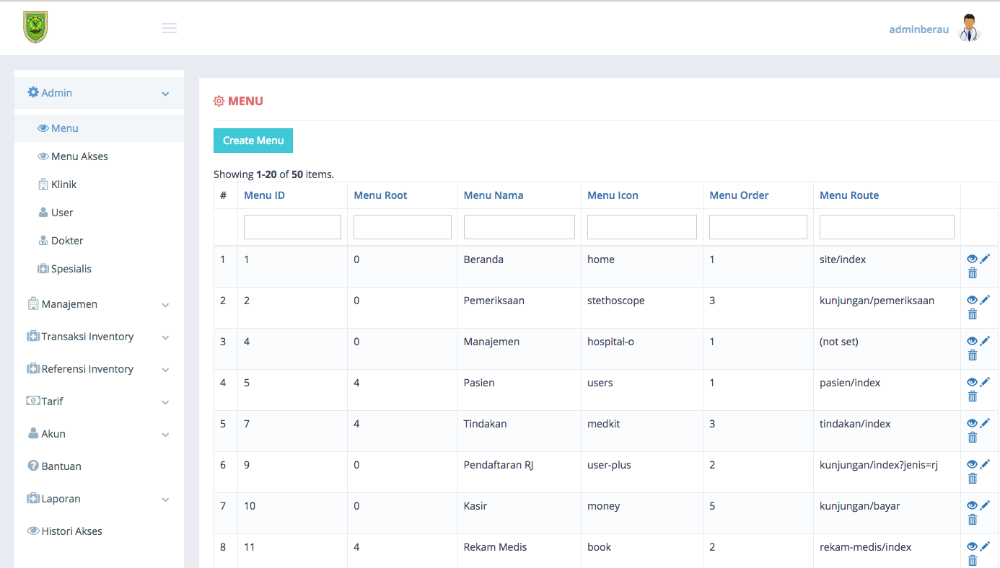 adminberau
Admin
Menu
Menu Akses
Klinik
User
Dokter
Spesialis
Manajemen
Transaksi Inventory
Referensi Inventory
Tarif
Akun
Bantuan
Laporan
Histori Akses
MENU
Create Menu
Showing 1-20 of 50 items.
# Menu ID Menu Root Menu Nama Menu Icon Menu Order Menu Route
1 1 0 Beranda home 1 site/index
2 2 0 Pemeriksaan stethoscope 3 kunjungan/pemeriksaan
3 4 0 Manajemen hospital-o 1 (not set)
4 5 4 Pasien users 1 pasien/index
5 7 4 Tindakan medkit 3 tindakan/index
6 9 0 Pendaftaran RJ user-plus 2 kunjungan/index?jenis=rj
7 10 0 Kasir money 5 kunjungan/bayar
8 11 4 Rekam Medis book 2 rekam-medis/index